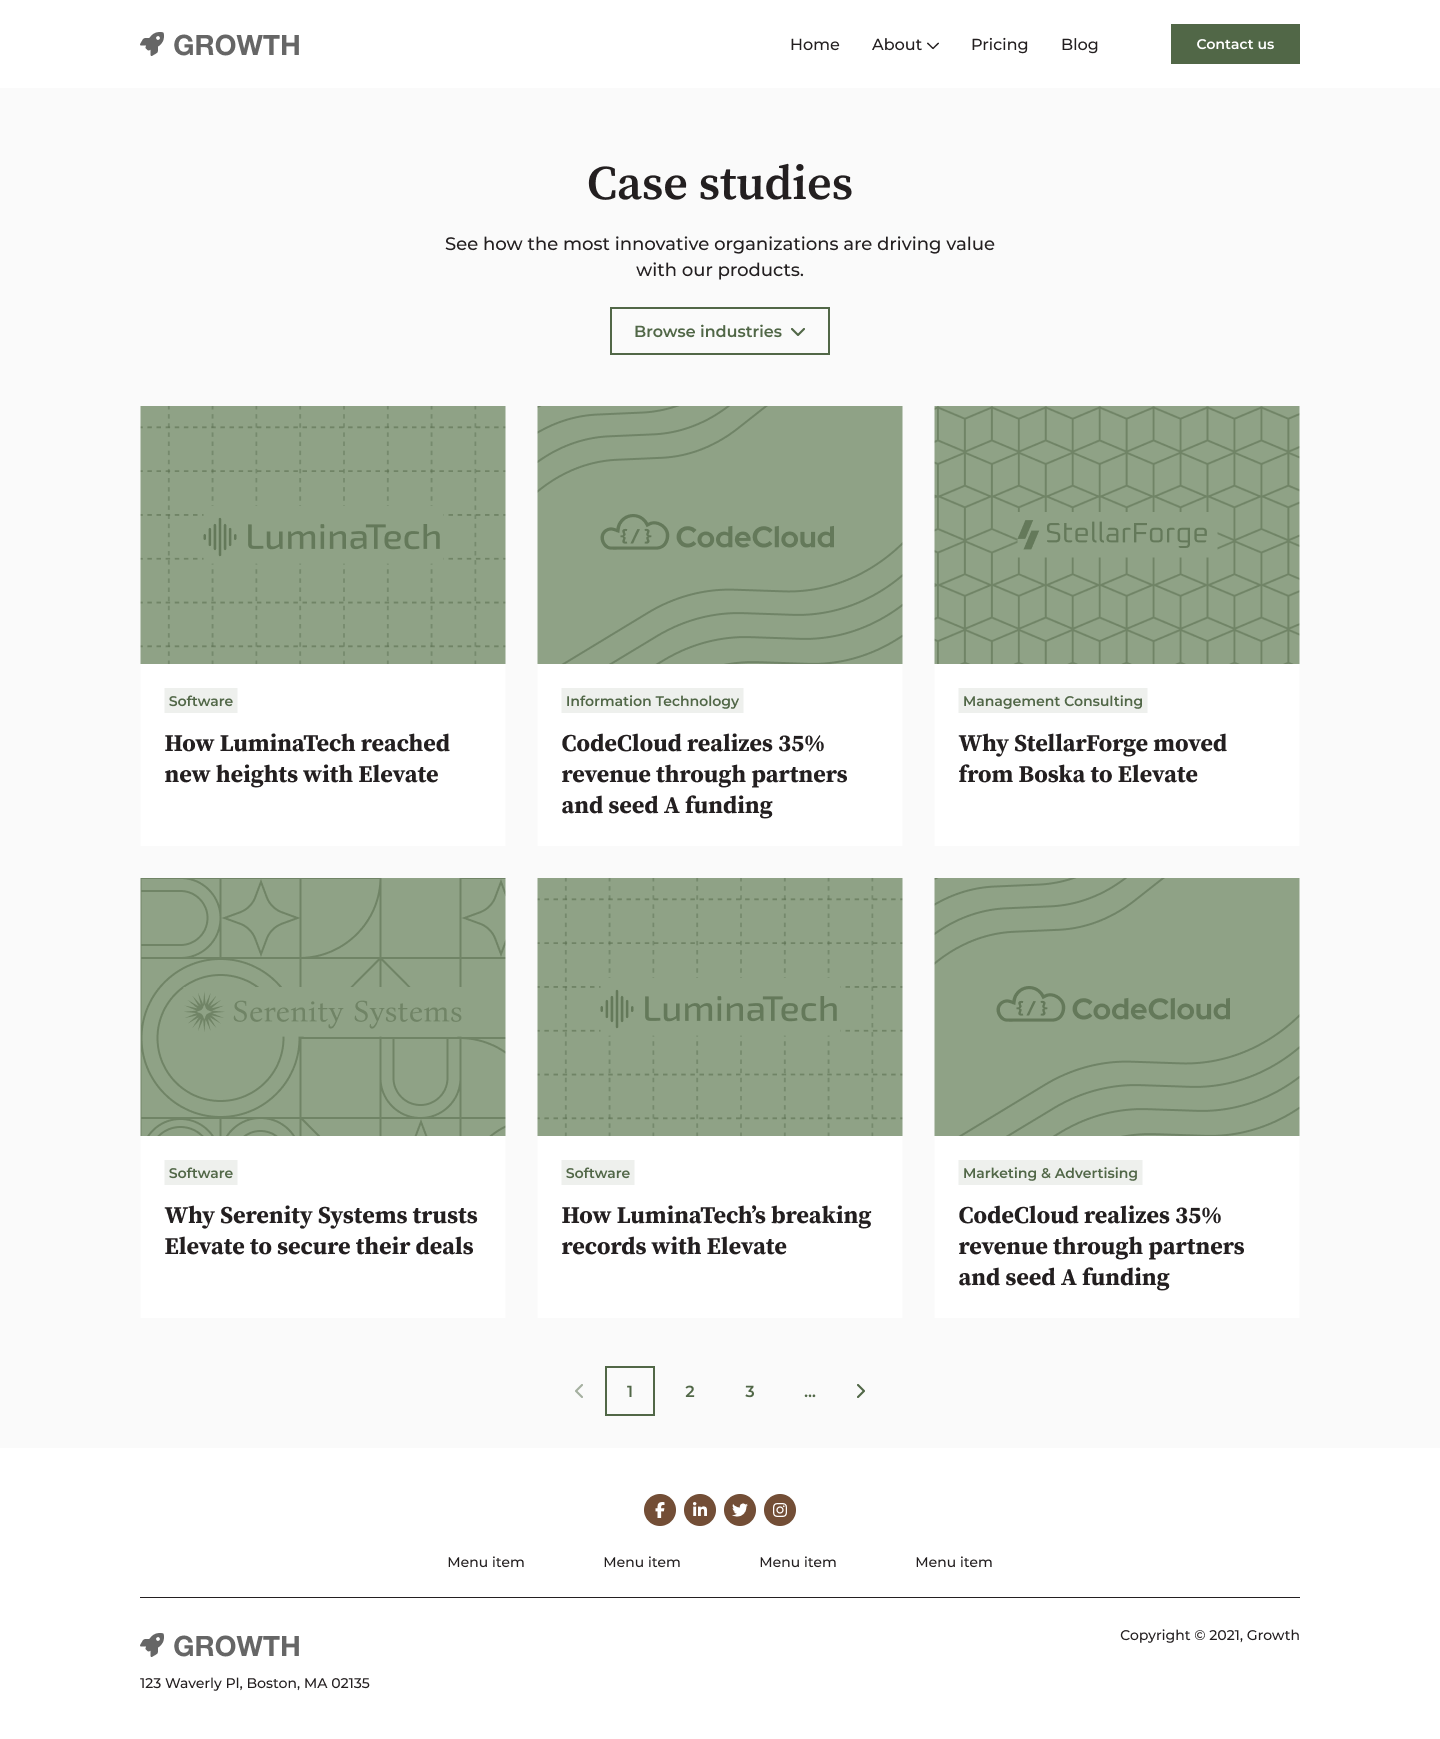 GROWTH
Home
About
Pricing
Blog
Contact us
Case studies
See how the most innovative organizations are driving value
with our products.
Browse industries
LuminaTech
CodeCloud
StellarForge
Software
Information Technology
Management Consulting
How LuminaTech reached
new heights with Elevate
CodeCloud realizes 35%
revenue through partners
and seed A funding
Why StellarForge moved
from Boska to Elevate
Serenity Systems
LuminaTech
CodeCloud
Software
Software
Marketing & Advertising
Why Serenity Systems trusts
Elevate to secure their deals
How LuminaTech’s breaking
records with Elevate
CodeCloud realizes 35%
revenue through partners
and seed A funding
1
2
3
...
Menu item
Menu item
Menu item
Menu item
GROWTH
Copyright © 2021, Growth
123 Waverly Pl, Boston, MA 02135